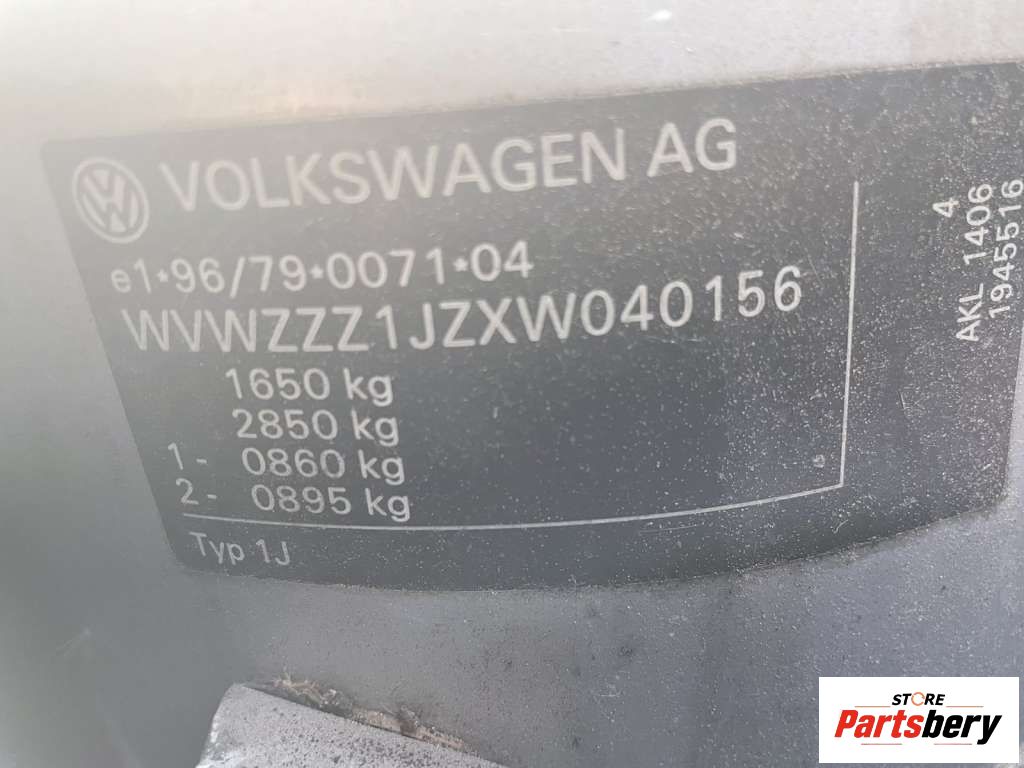 VOLKSWAGEN AG
e1*96/79*0071*04
WVWZZZ1JZXW040156
1650 kg
2850 kg
1- 0860 kg
2- 0895 kg
Typ 1J
4
AKL 1406
1945516
STORE
Partsbery